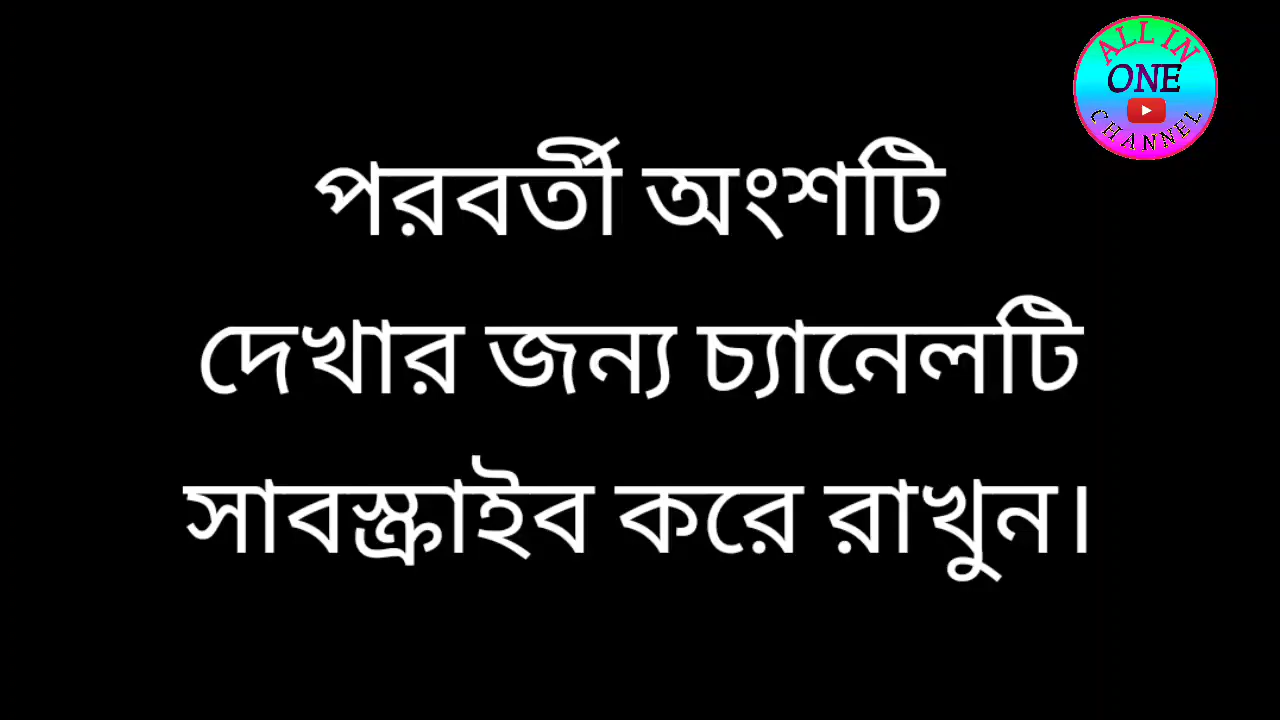 ALL IN
ONE
CHANNEL
পরবর্তী অংশটি
দেখার জন্য চ্যানেলটি
সাবস্ক্রাইব করে রাখুন।